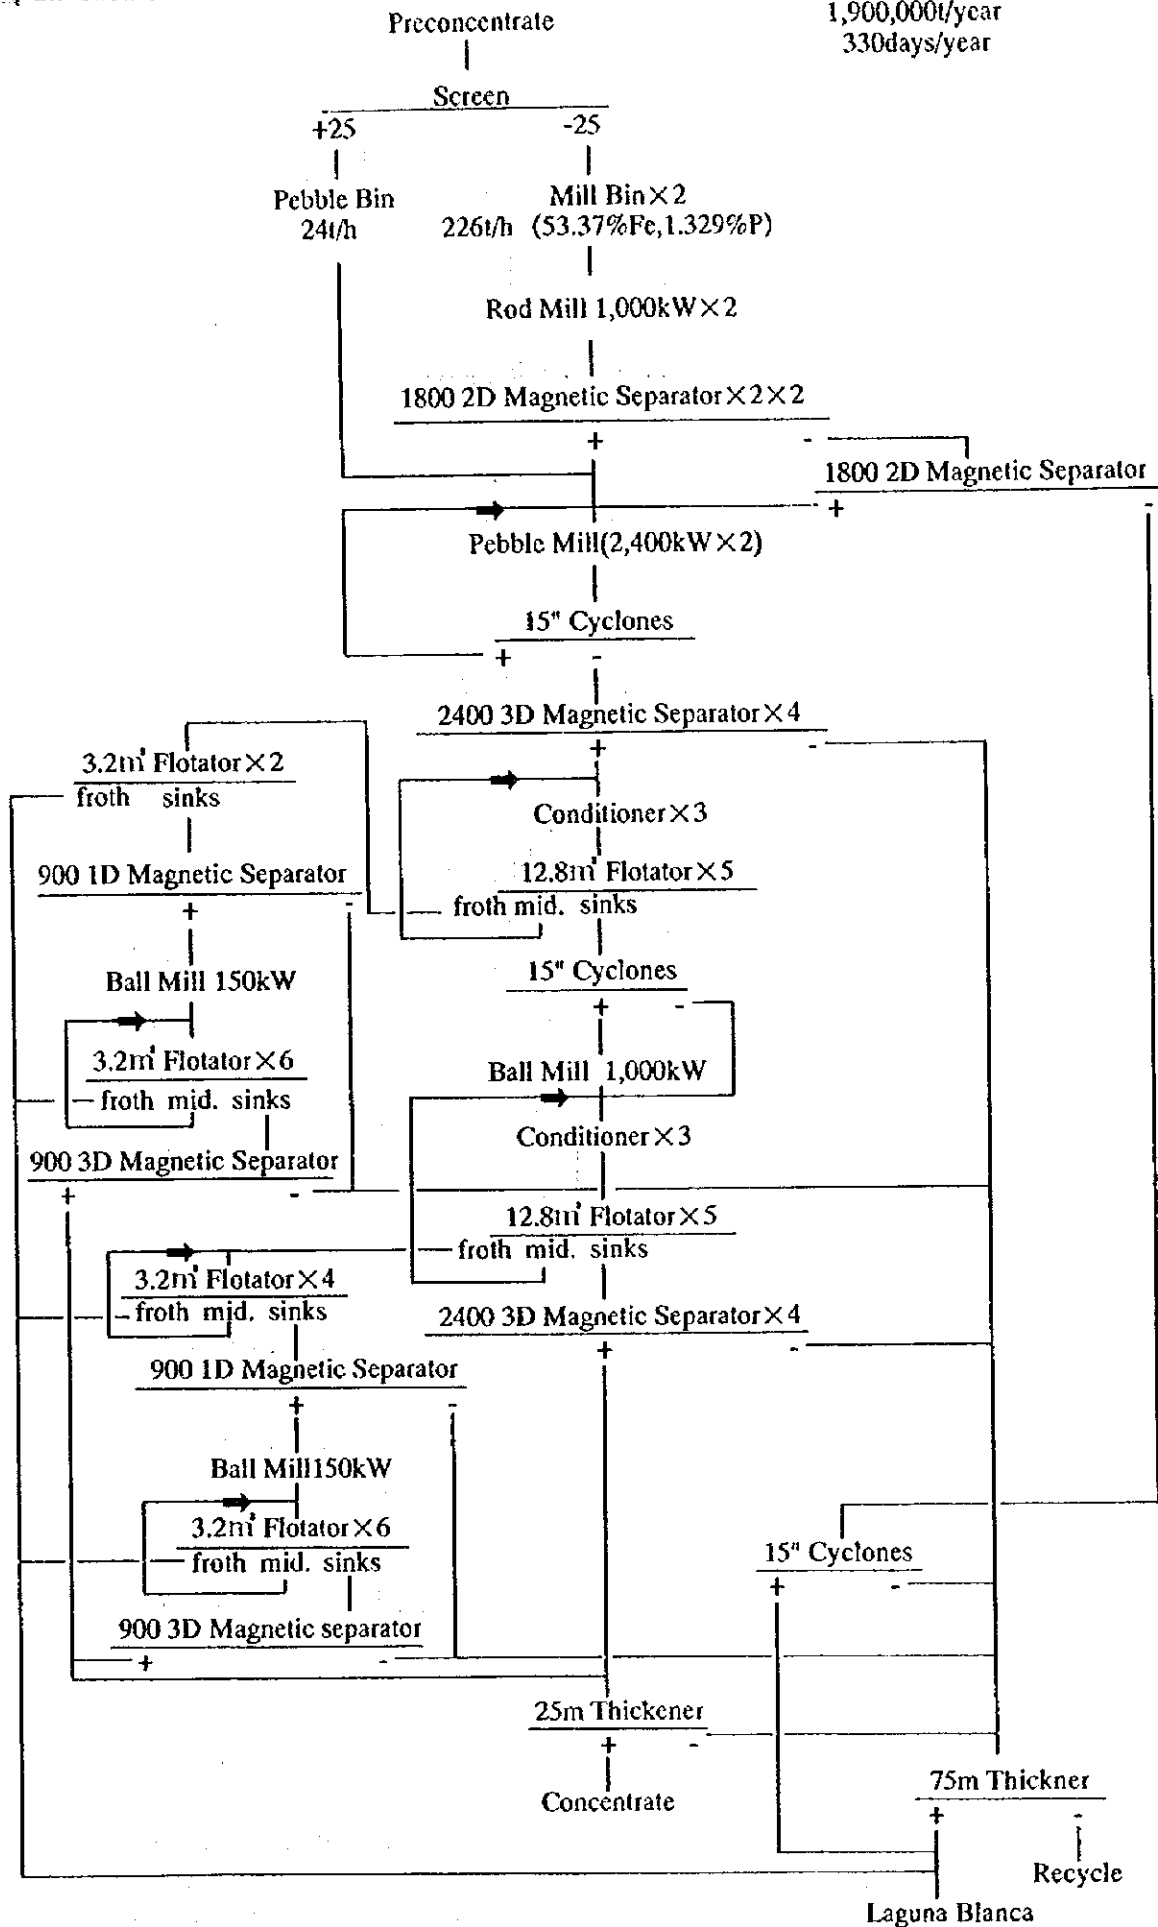 1,900,000t/year
Preconcentrate
330days/year
Screen
+25 -25
Pebble Bin Mill Bin×2
24t/h 226t/h (53.37%Fe,1.329%P)
Rod Mill 1,000kW×2
1800 2D Magnetic Separator×2×2
+ -
1800 2D Magnetic Separator
+ -
Pebble Mill(2,400kW×2)
15" Cyclones
+ -
2400 3D Magnetic Separator×4
+ -
3.2㎥ Flotator×2
froth sinks
Conditioner×3
900 1D Magnetic Separator
+ -
12.8㎥ Flotator×5
froth mid. sinks
15" Cyclones
+ -
Ball Mill 150kW
3.2㎥ Flotator×6
froth mid. sinks
Ball Mill 1,000kW
Conditioner×3
900 3D Magnetic Separator
+ -
12.8㎥ Flotator×5
froth mid. sinks
3.2㎥ Flotator×4
froth mid. sinks
2400 3D Magnetic Separator×4
+ -
900 1D Magnetic Separator
+ -
Ball Mill150kW
3.2㎥ Flotator×6
froth mid. sinks
15" Cyclones
+ -
900 3D Magnetic separator
+ -
25m Thickener
+ -
Concentrate
75m Thickner
+ -
Recycle
Laguna Blanca